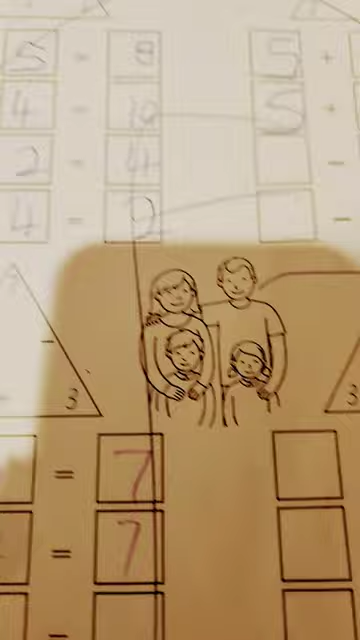 5 = 8 5 +
4 = 10 5 +
2 = 4 -
4 = 2 -
- 3 3
= 7
= 7
=